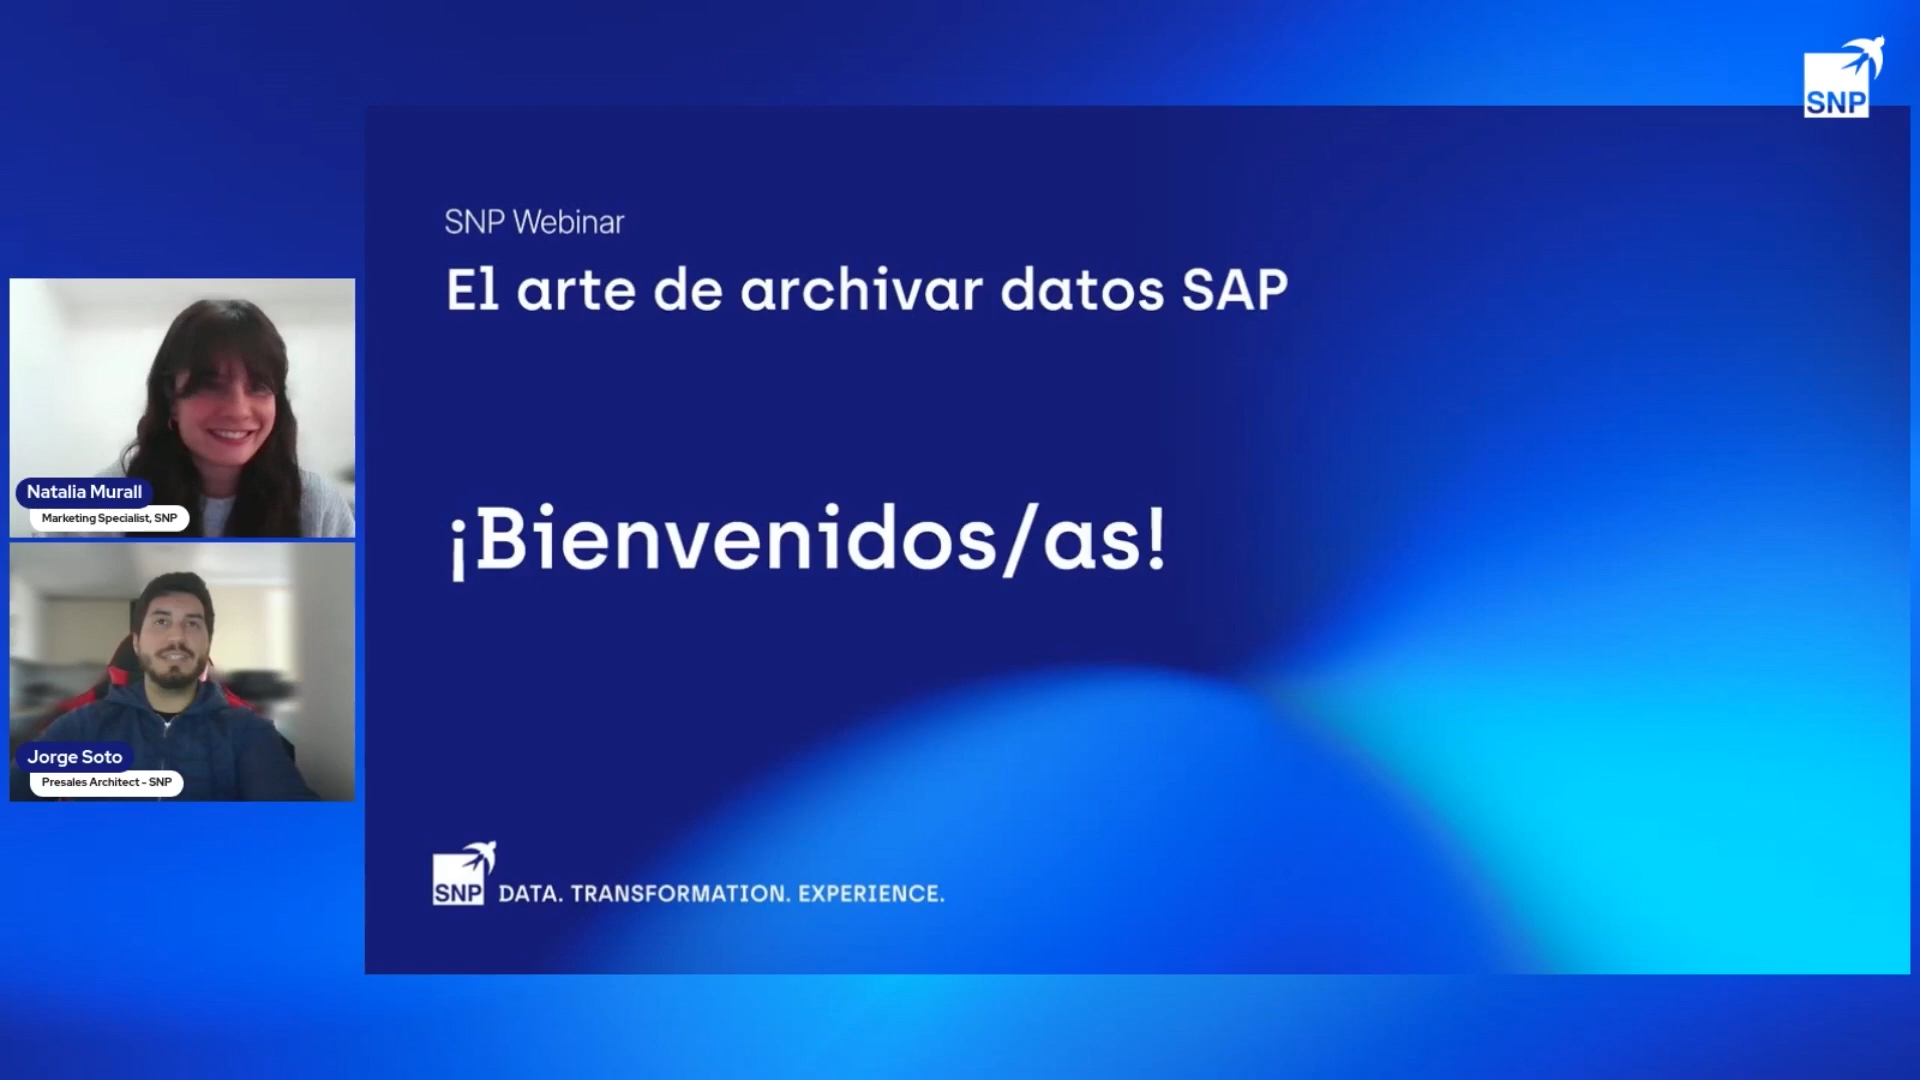 SNP
SNP Webinar
El arte de archivar datos SAP
¡Bienvenidos/as!
Natalia Murall
Marketing Specialist, SNP
Jorge Soto
Presales Architect - SNP
SNP DATA. TRANSFORMATION. EXPERIENCE.